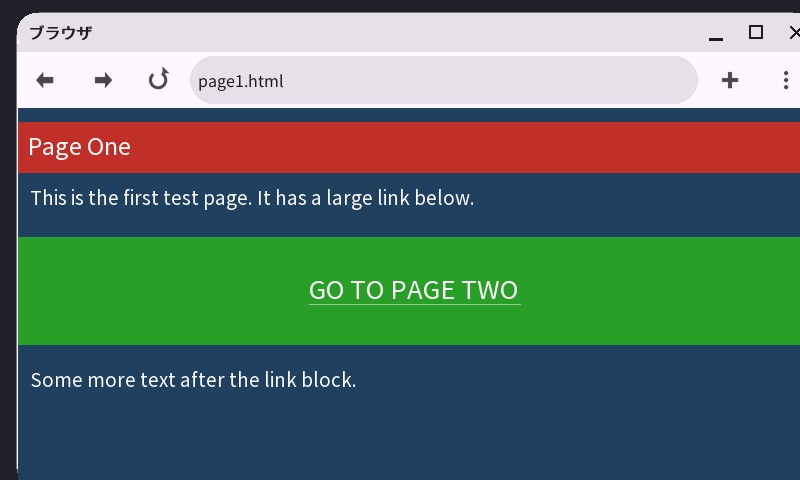 ブラウザ
page1.html
Page One
This is the first test page. It has a large link below.
GO TO PAGE TWO
Some more text after the link block.